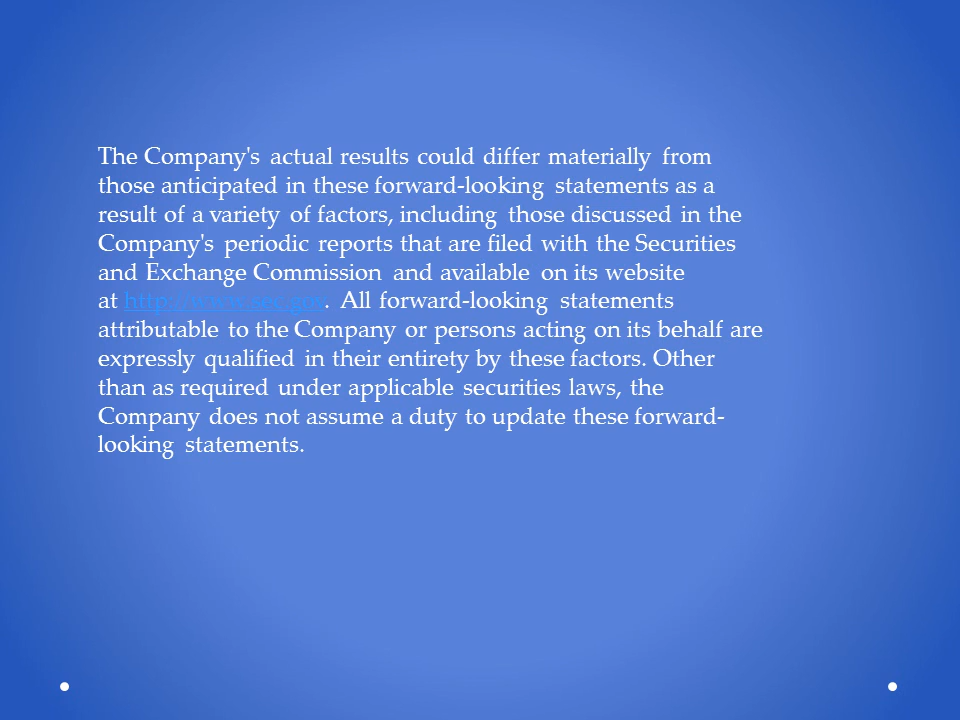 The Company's actual results could differ materially from
those anticipated in these forward-looking statements as a
result of a variety of factors, including those discussed in the
Company's periodic reports that are filed with the Securities
and Exchange Commission and available on its website
at http://www.sec.gov. All forward-looking statements
attributable to the Company or persons acting on its behalf are
expressly qualified in their entirety by these factors. Other
than as required under applicable securities laws, the
Company does not assume a duty to update these forward-
looking statements.